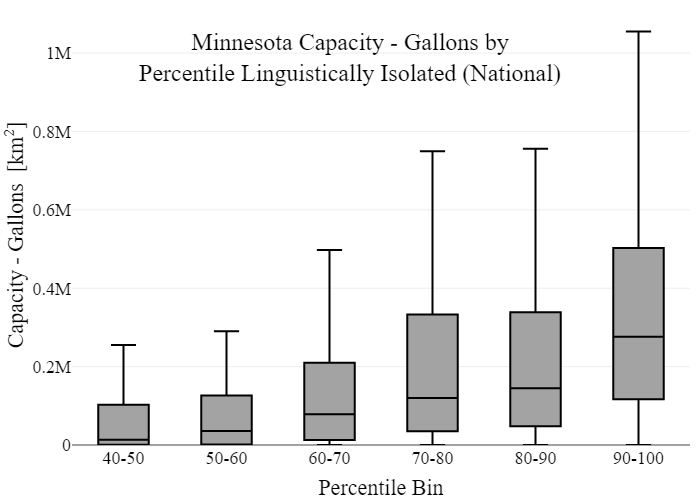 Minnesota Capacity - Gallons by
Percentile Linguistically Isolated (National)
Capacity - Gallons [km²]
1M
0.8M
0.6M
0.4M
0.2M
0
40-50
50-60
60-70
70-80
80-90
90-100
Percentile Bin